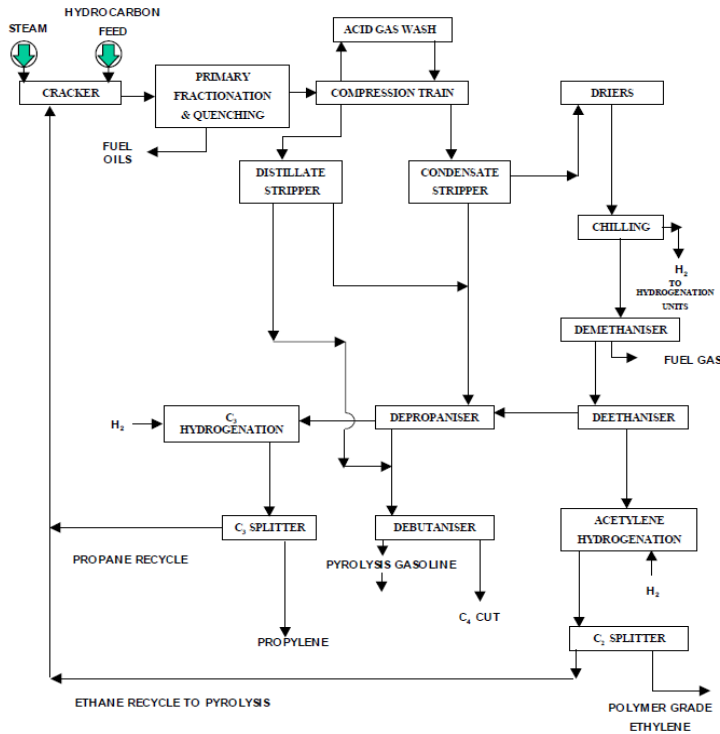 HYDROCARBON
STEAM
FEED
ACID GAS WASH
CRACKER
PRIMARY
FRACTIONATION
& QUENCHING
COMPRESSION TRAIN
DRIERS
FUEL
OILS
DISTILLATE
STRIPPER
CONDENSATE
STRIPPER
CHILLING
H₂
TO
HYDROGENATION
UNITS
DEMETHANISER
FUEL GAS
H₂
C₃
HYDROGENATION
DEPROPANISER
DEETHANISER
C₃ SPLITTER
DEBUTANISER
ACETYLENE
HYDROGENATION
PROPANE RECYCLE
PYROLYSIS GASOLINE
H₂
C₄ CUT
PROPYLENE
C₂ SPLITTER
ETHANE RECYCLE TO PYROLYSIS
POLYMER GRADE
ETHYLENE